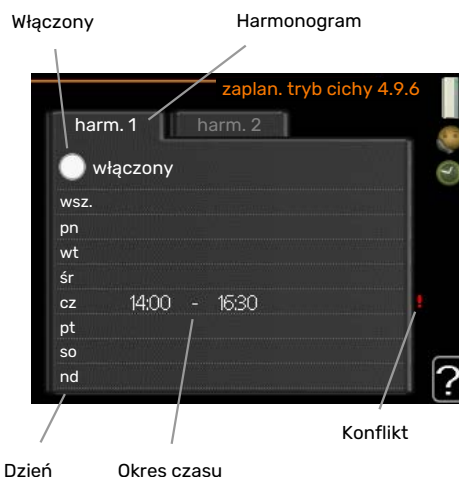 Włączony Harmonogram
zaplan. tryb cichy 4.9.6
harm. 1 harm. 2
włączony
wsz.
pn
wt
śr
cz 14:00 - 16:30 !
pt
so
nd
?
Konflikt
Dzień Okres czasu